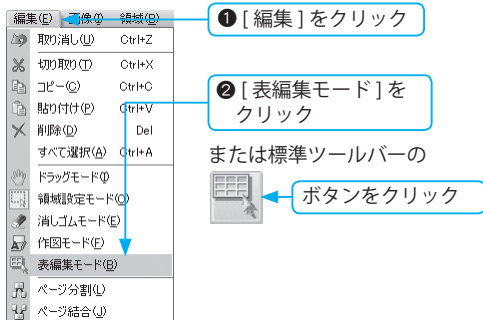 編集(E) 画像(I) 領域(R)
取り消し(U) Ctrl+Z
切り取り(T) Ctrl+X
コピー(C) Ctrl+C
貼り付け(P) Ctrl+V
削除(D) Del
すべて選択(A) Ctrl+A
ドラッグモード(I)
領域設定モード(O)
消しゴムモード(E)
作図モード(F)
表編集モード(B)
ページ分割(L)
ページ結合(J)
❶ [ 編集 ] をクリック
❷ [ 表編集モード ] を
クリック
または標準ツールバーの
ボタンをクリック